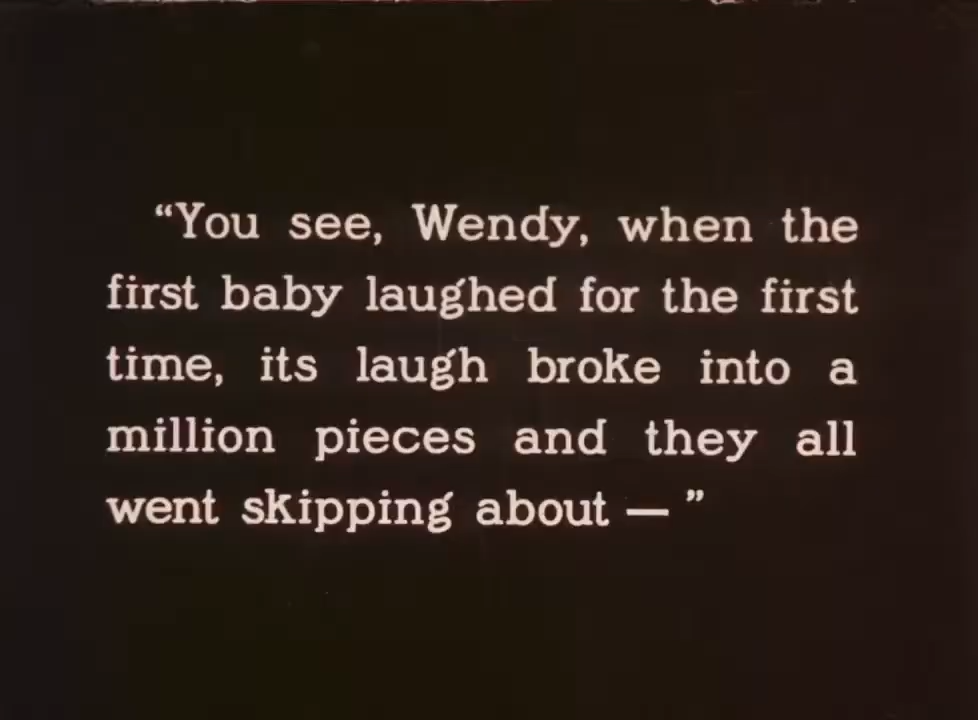 “You see, Wendy, when the
first baby laughed for the first
time, its laugh broke into a
million pieces and they all
went skipping about — ”